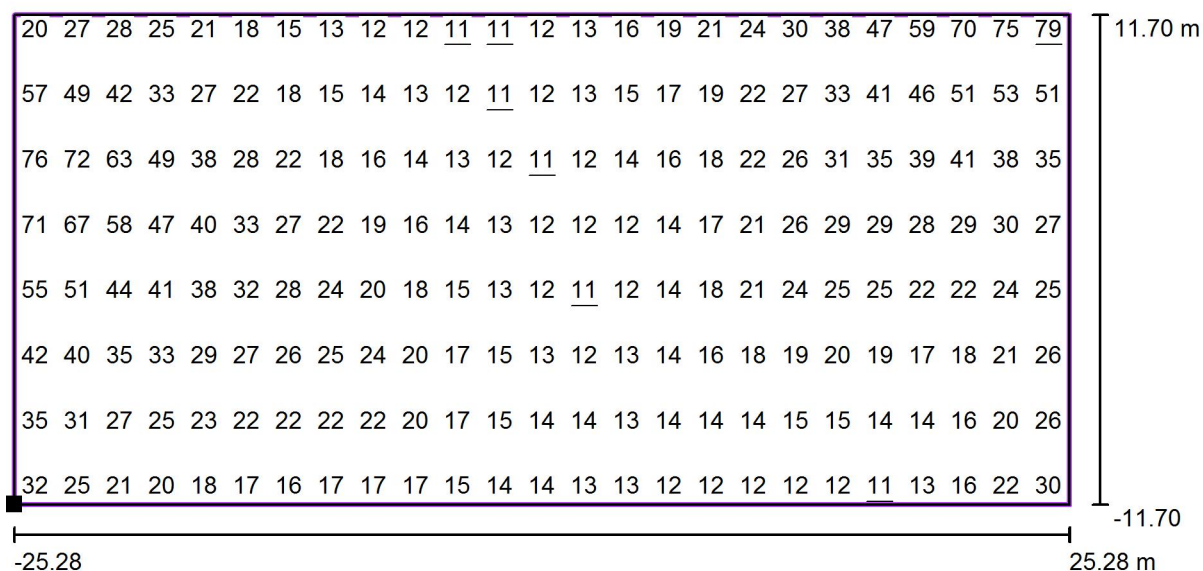 20 27 28 25 21 18 15 13 12 12 11 11 12 13 16 19 21 24 30 38 47 59 70 75 79 11.70 m
57 49 42 33 27 22 18 15 14 13 12 11 12 13 15 17 19 22 27 33 41 46 51 53 51
76 72 63 49 38 28 22 18 16 14 13 12 11 12 14 16 18 22 26 31 35 39 41 38 35
71 67 58 47 40 33 27 22 19 16 14 13 12 12 12 14 17 21 26 29 29 28 29 30 27
55 51 44 41 38 32 28 24 20 18 15 13 12 11 12 14 18 21 24 25 25 22 22 24 25
42 40 35 33 29 27 26 25 24 20 17 15 13 12 13 14 16 18 19 20 19 17 18 21 26
35 31 27 25 23 22 22 22 22 20 17 15 14 14 13 14 14 14 15 15 14 14 16 20 26
32 25 21 20 18 17 16 17 17 17 15 14 14 13 13 12 12 12 12 12 11 13 16 22 30
-11.70
-25.28 25.28 m